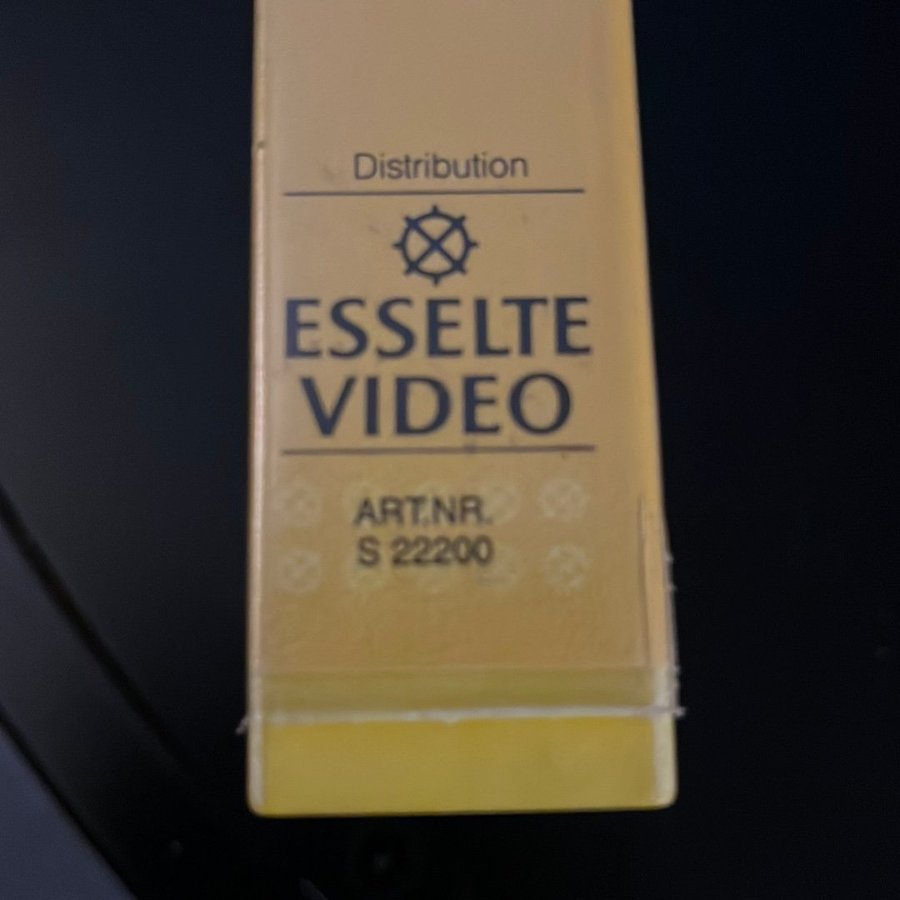 Distribution
ESSELTE
VIDEO
ART.NR.
S 22200